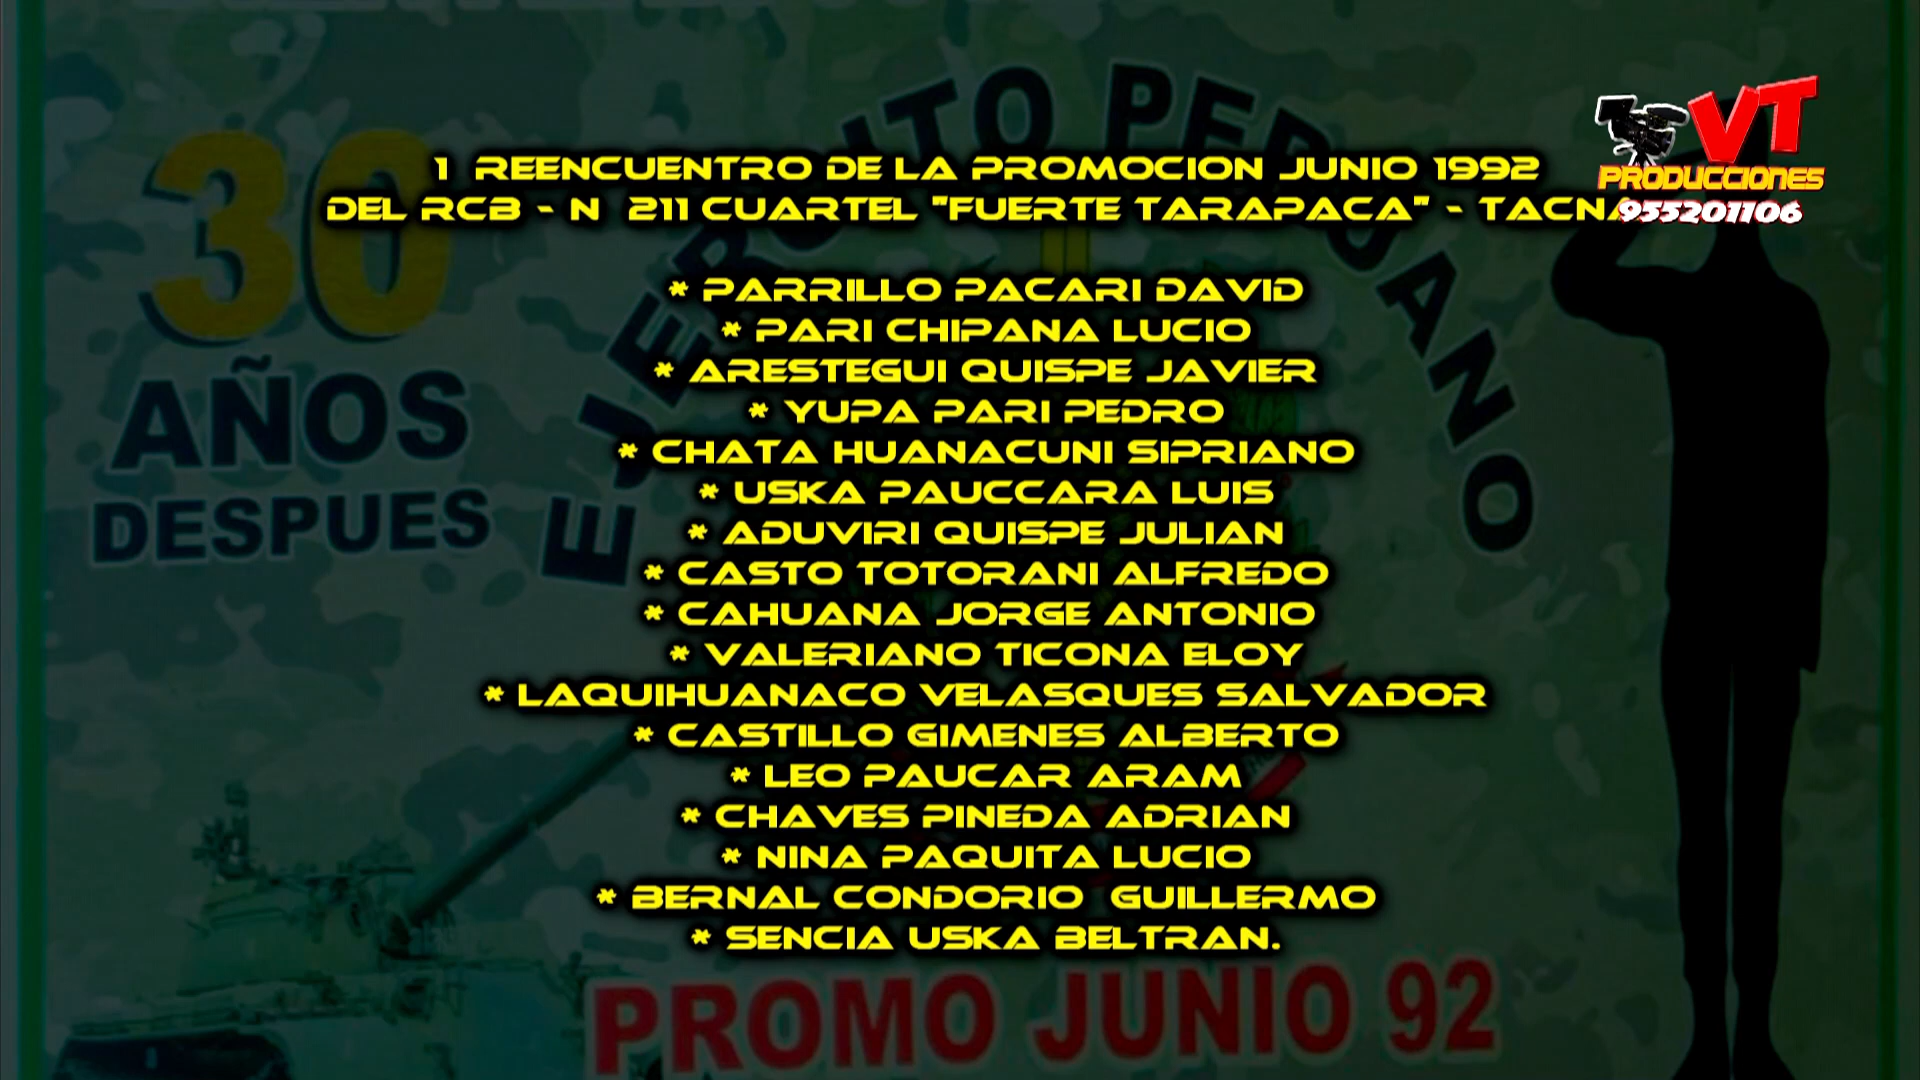 1 REENCUENTRO DE LA PROMOCION JUNIO 1992
DEL RCB - N 211 CUARTEL "FUERTE TARAPACA" - TACNA
VT
PRODUCCIONES
955201106
30
AÑOS
DESPUES
EJERCITO PERUANO
* PARRILLO PACARI DAVID
* PARI CHIPANA LUCIO
* ARESTEGUI QUISPE JAVIER
* YUPA PARI PEDRO
* CHATA HUANACUNI SIPRIANO
* USKA PAUCCARA LUIS
* ADUVIRI QUISPE JULIAN
* CASTO TOTORANI ALFREDO
* CAHUANA JORGE ANTONIO
* VALERIANO TICONA ELOY
* LAQUIHUANACO VELASQUES SALVADOR
* CASTILLO GIMENES ALBERTO
* LEO PAUCAR ARAM
* CHAVES PINEDA ADRIAN
* NINA PAQUITA LUCIO
* BERNAL CONDORIO GUILLERMO
* SENCIA USKA BELTRAN.
PROMO JUNIO 92